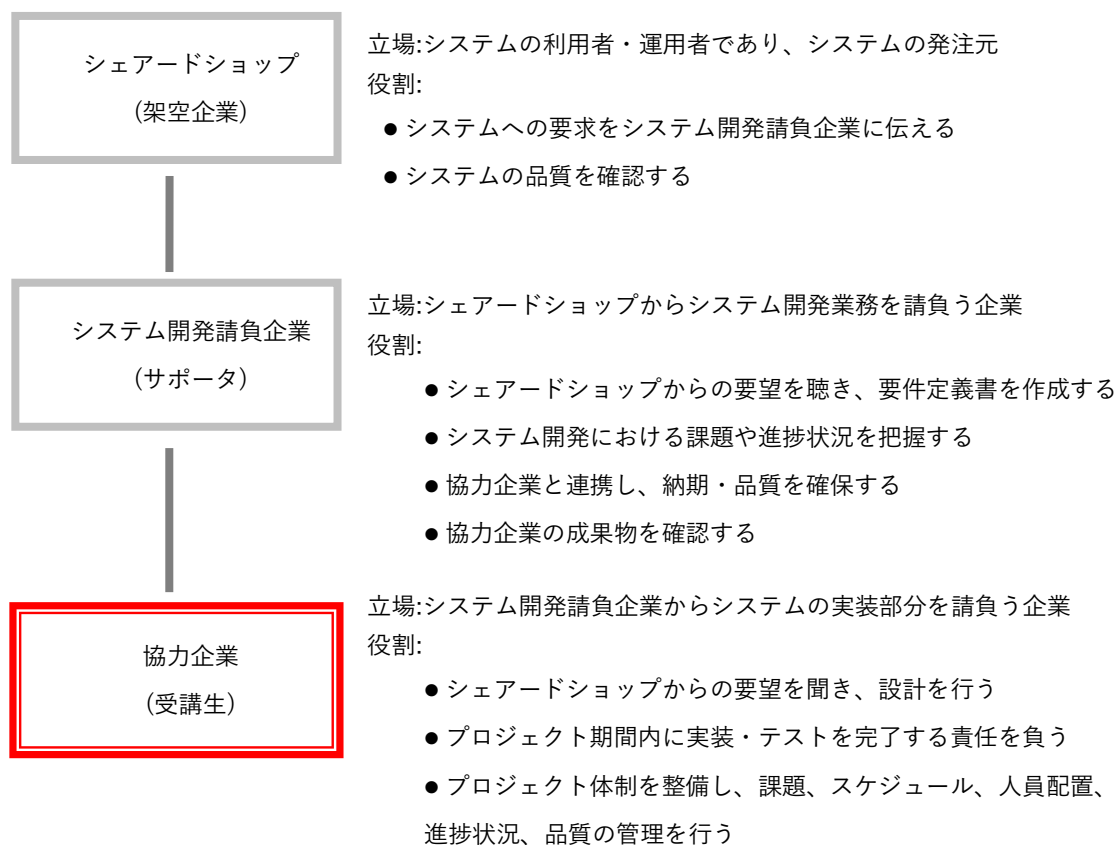 シェアードショップ
(架空企業)
立場:システムの利用者・運用者であり、システムの発注元
役割:
● システムへの要求をシステム開発請負企業に伝える
● システムの品質を確認する
システム開発請負企業
(サポータ)
立場:シェアードショップからシステム開発業務を請負う企業
役割:
● シェアードショップからの要望を聴き、要件定義書を作成する
● システム開発における課題や進捗状況を把握する
● 協力企業と連携し、納期・品質を確保する
● 協力企業の成果物を確認する
協力企業
(受講生)
立場:システム開発請負企業からシステムの実装部分を請負う企業
役割:
● シェアードショップからの要望を聞き、設計を行う
● プロジェクト期間内に実装・テストを完了する責任を負う
● プロジェクト体制を整備し、課題、スケジュール、人員配置、
進捗状況、品質の管理を行う